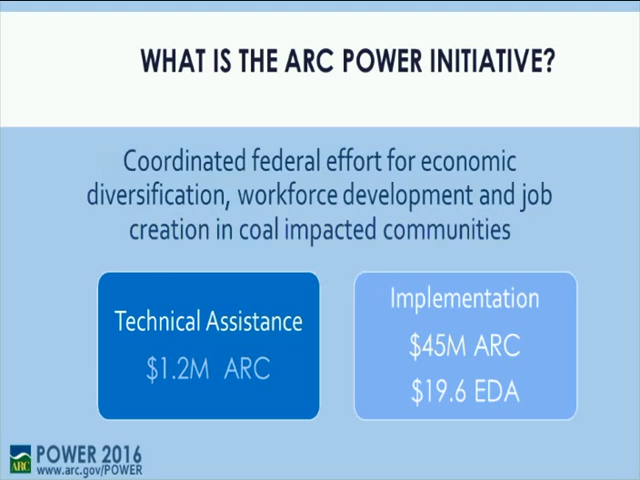 WHAT IS THE ARC POWER INITIATIVE?
Coordinated federal effort for economic
diversification, workforce development and job
creation in coal impacted communities
Technical Assistance
$1.2M ARC
Implementation
$45M ARC
$19.6 EDA
ARC
POWER 2016
www.arc.gov/POWER